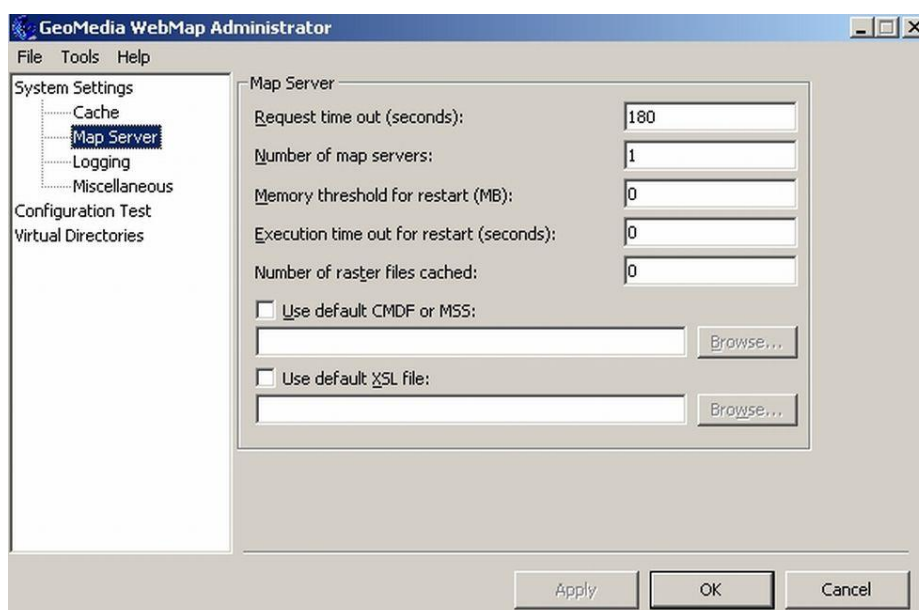 GeoMedia WebMap Administrator
File Tools Help
System Settings
Cache
Map Server
Logging
Miscellaneous
Configuration Test
Virtual Directories
Map Server
Request time out (seconds): 180
Number of map servers: 1
Memory threshold for restart (MB): 0
Execution time out for restart (seconds): 0
Number of raster files cached: 0
Use default CMDF or MSS:
Browse...
Use default XSL file:
Browse...
Apply OK Cancel